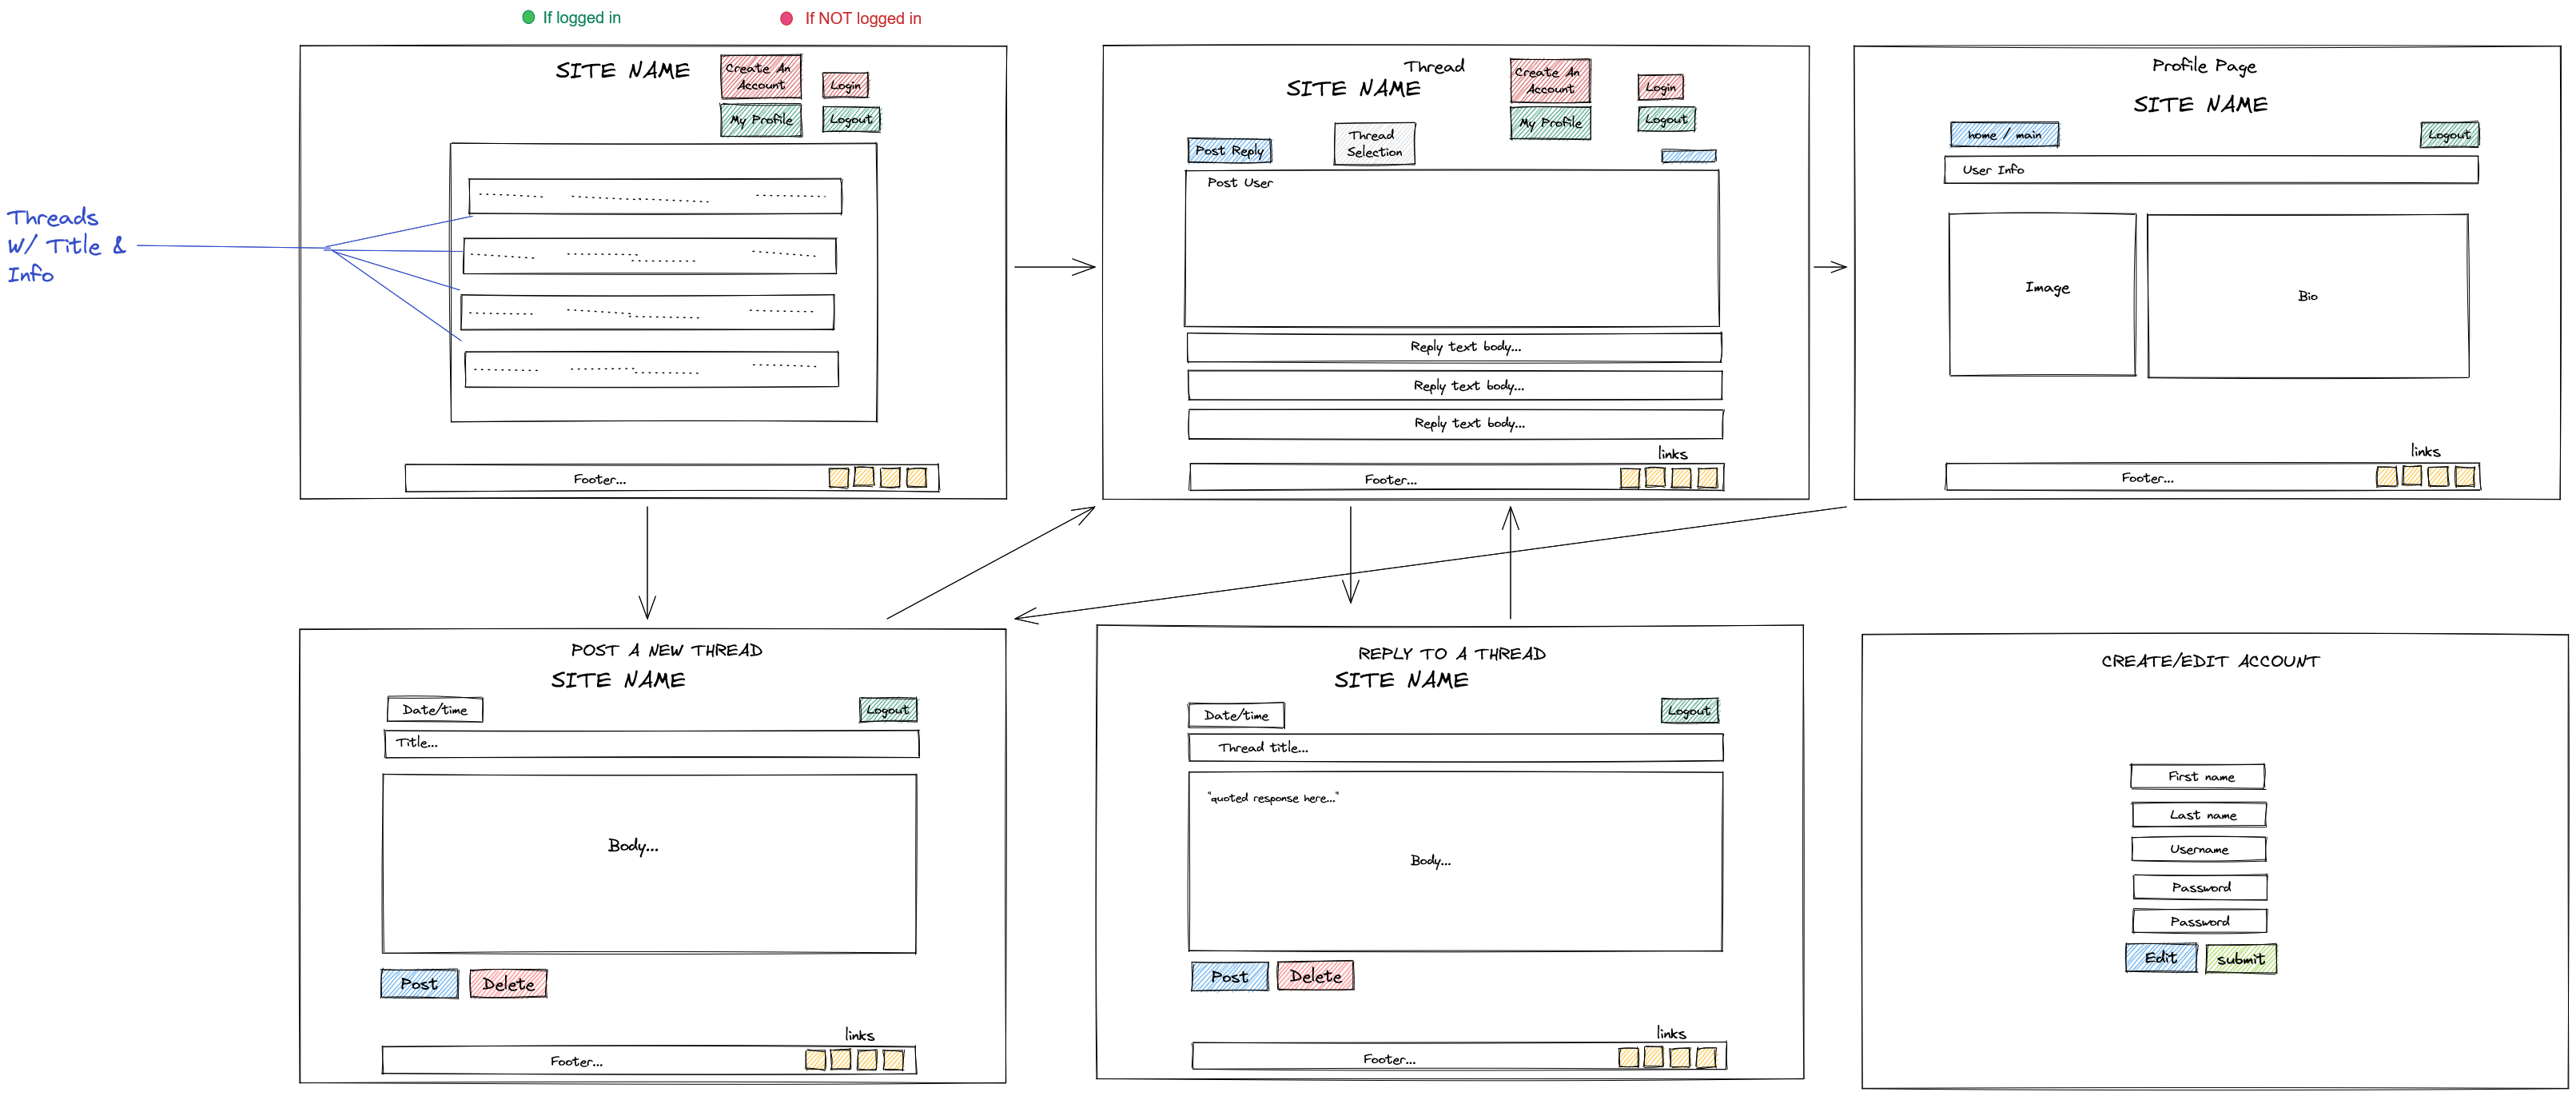 If logged in
If NOT logged in
Threads
W/ Title &
Info
SITE NAME
Create An
Account
Login
My Profile
Logout
Footer...
Thread
SITE NAME
Create An
Account
Login
My Profile
Logout
Post Reply
Thread
Selection
Post User
Reply text body...
Reply text body...
Reply text body...
links
Footer...
Profile Page
SITE NAME
home / main
Logout
User Info
Image
Bio
links
Footer...
POST A NEW THREAD
SITE NAME
Date/time
Logout
Title...
Body...
Post
Delete
links
Footer...
REPLY TO A THREAD
SITE NAME
Date/time
Logout
Thread title...
"quoted response here..."
Body...
Post
Delete
links
Footer...
CREATE/EDIT ACCOUNT
First name
Last name
Username
Password
Password
Edit
submit